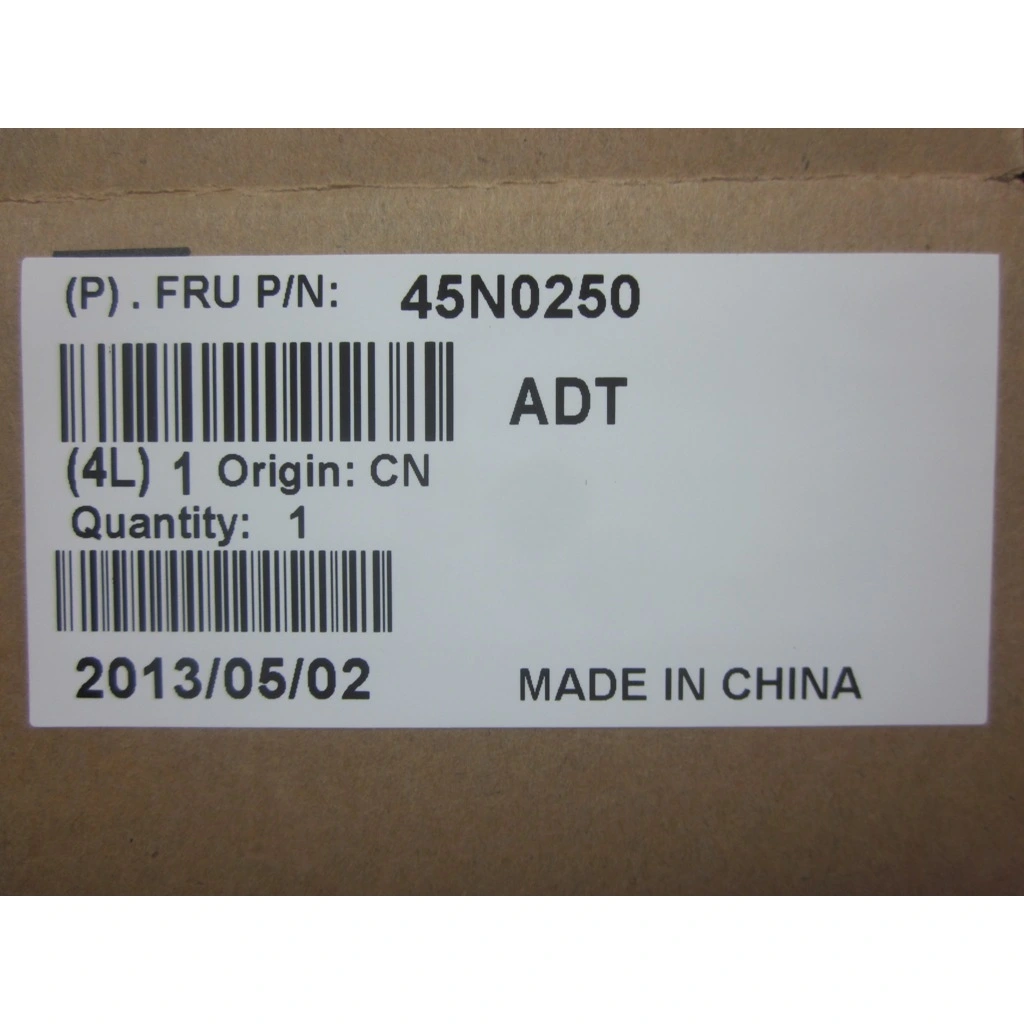 (P) . FRU P/N: 45N0250
ADT
(4L) 1 Origin: CN
Quantity: 1
2013/05/02
MADE IN CHINA